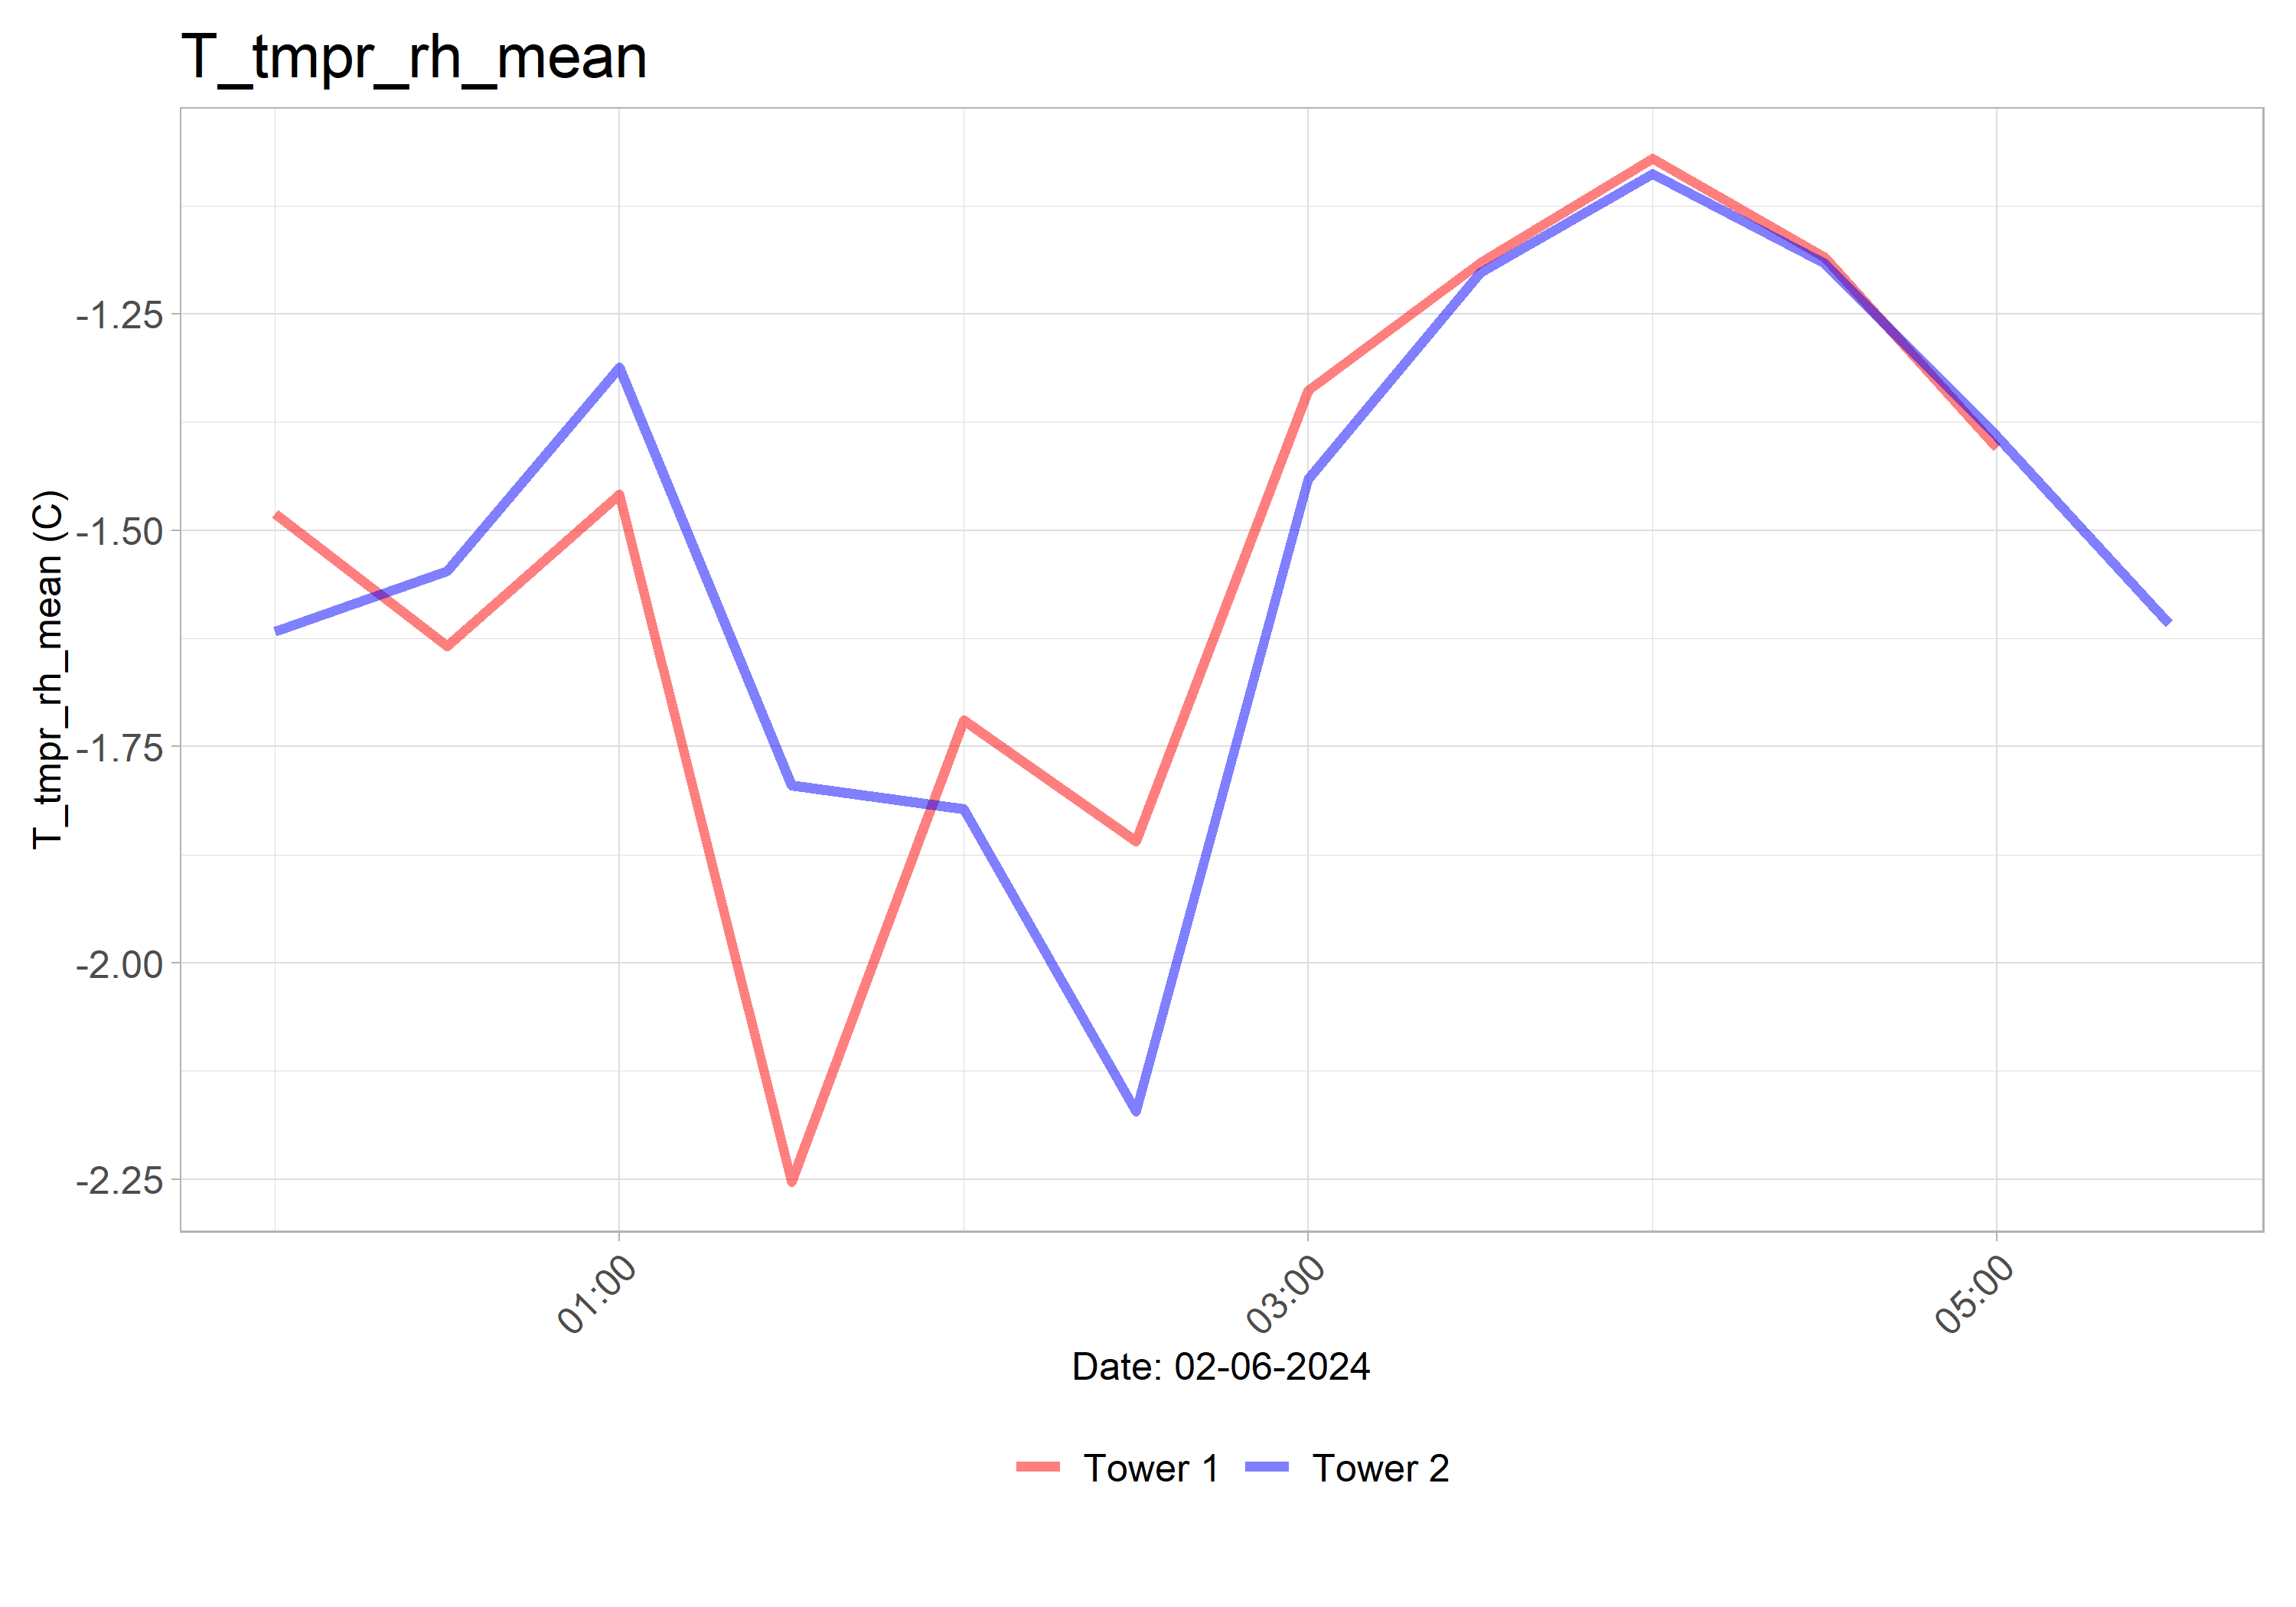 T_tmpr_rh_mean
T_tmpr_rh_mean (C)
-1.25
-1.50
-1.75
-2.00
-2.25
01:00
03:00
05:00
Date: 02-06-2024
Tower 1
Tower 2